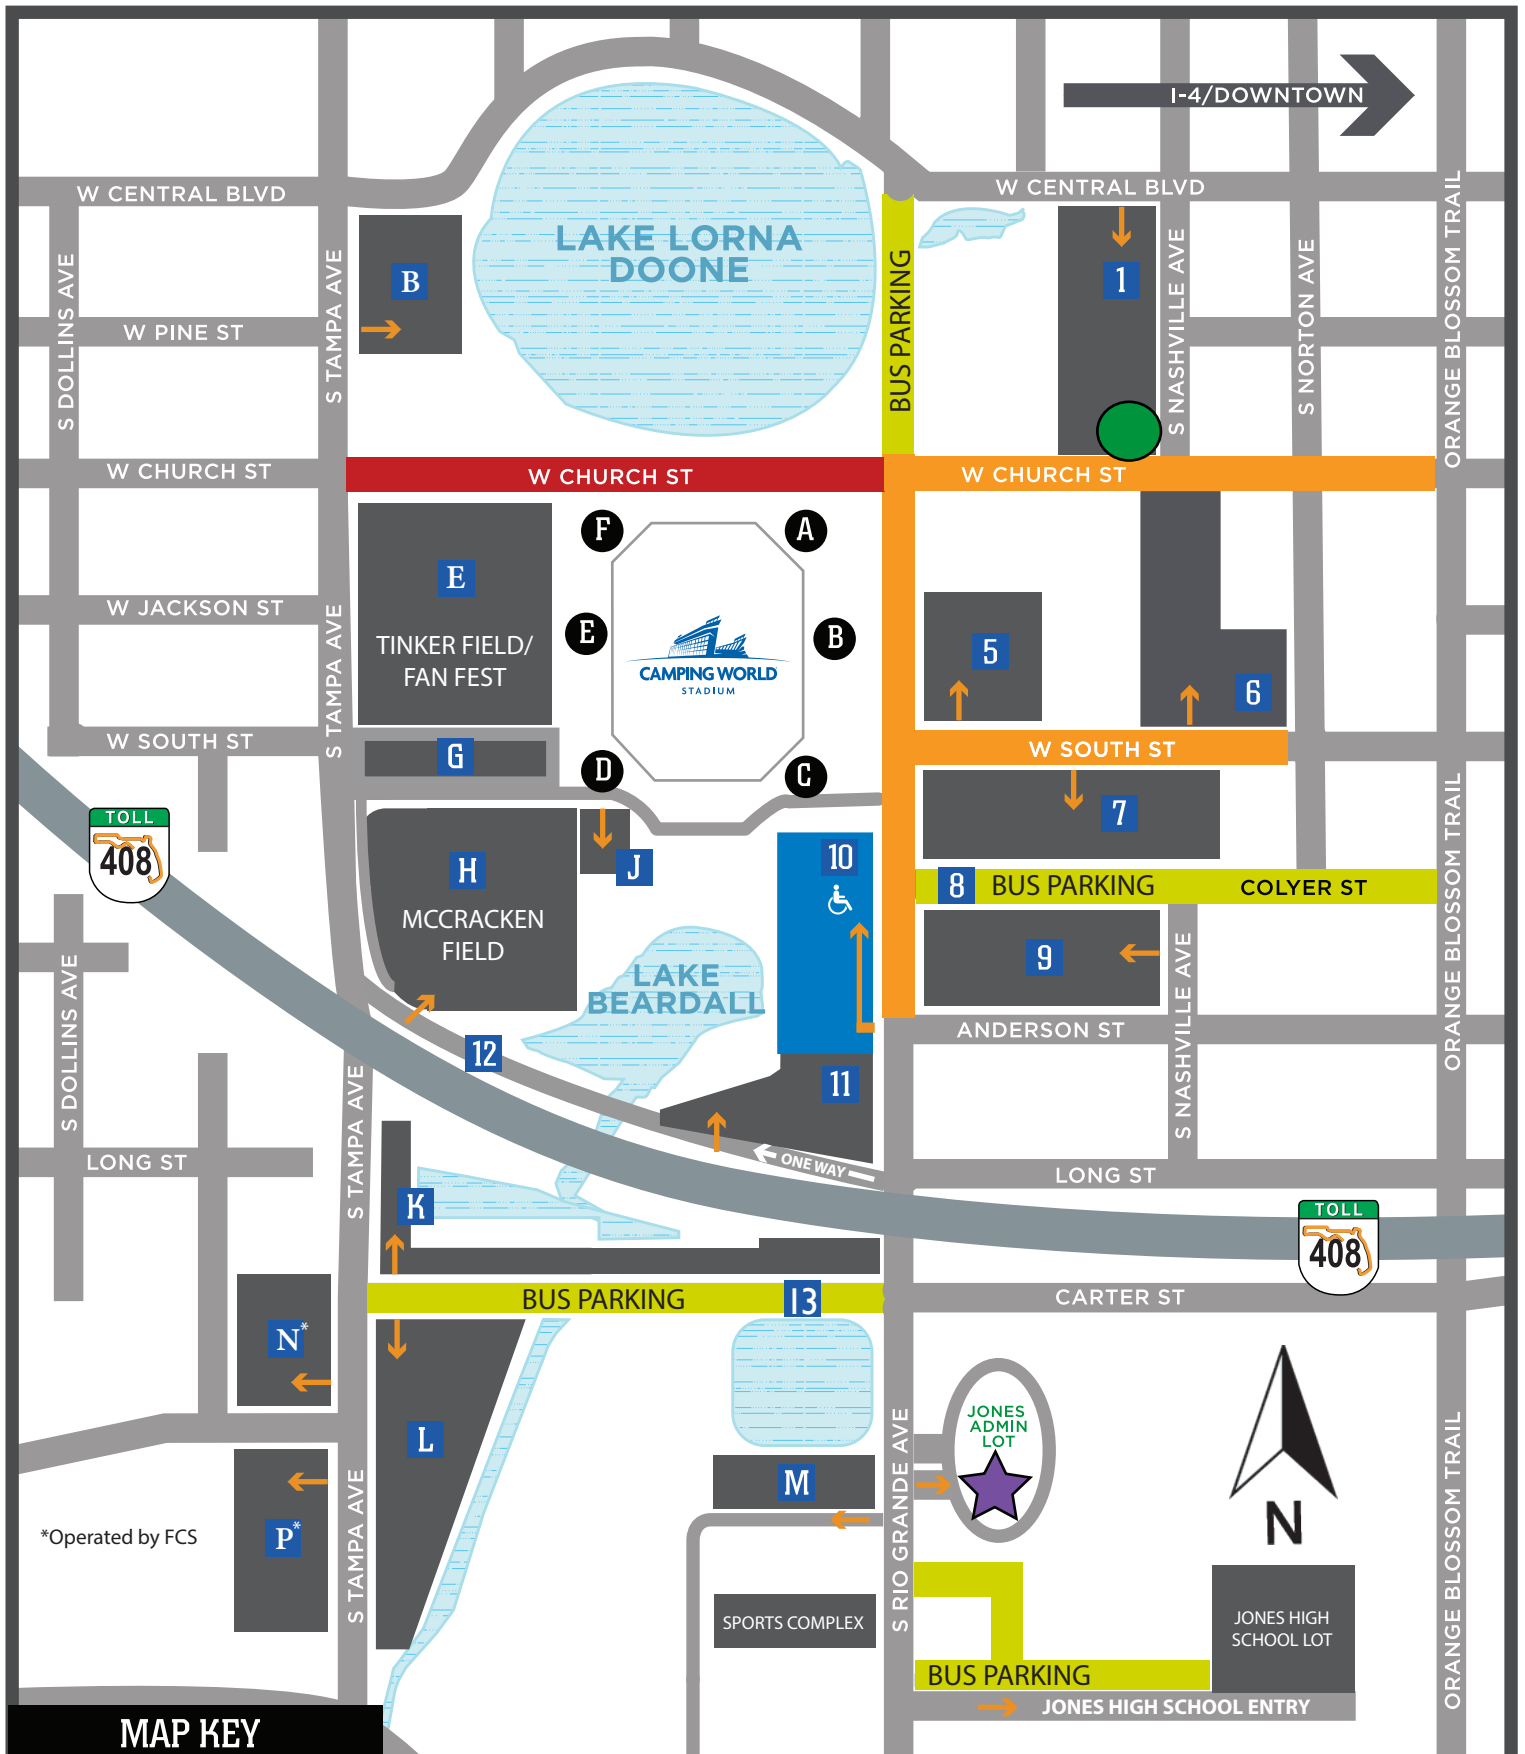 I-4/DOWNTOWN
W CENTRAL BLVD
W CENTRAL BLVD
ORANGE BLOSSOM TRAIL
S DOLLINS AVE
S TAMPA AVE
B
LAKE LORNA
DOONE
BUS PARKING
1
S NASHVILLE AVE
S NORTON AVE
W PINE ST
W CHURCH ST
W CHURCH ST
W CHURCH ST
F
A
E
TINKER FIELD/
FAN FEST
E
B
CAMPING WORLD
STADIUM
5
6
W JACKSON ST
S TAMPA AVE
W SOUTH ST
W SOUTH ST
G
D
C
7
ORANGE BLOSSOM TRAIL
TOLL
408
H
MCCRACKEN
FIELD
J
10
8
BUS PARKING
COLYER ST
9
LAKE
BEARDALL
S DOLLINS AVE
S NASHVILLE AVE
ANDERSON ST
12
11
S TAMPA AVE
ONE WAY
LONG ST
LONG ST
K
TOLL
408
BUS PARKING
13
CARTER ST
N*
L
JONES
ADMIN
LOT
M
S RIO GRANDE AVE
ORANGE BLOSSOM TRAIL
S TAMPA AVE
P*
*Operated by FCS
N
SPORTS COMPLEX
JONES HIGH
SCHOOL LOT
BUS PARKING
JONES HIGH SCHOOL ENTRY
MAP KEY